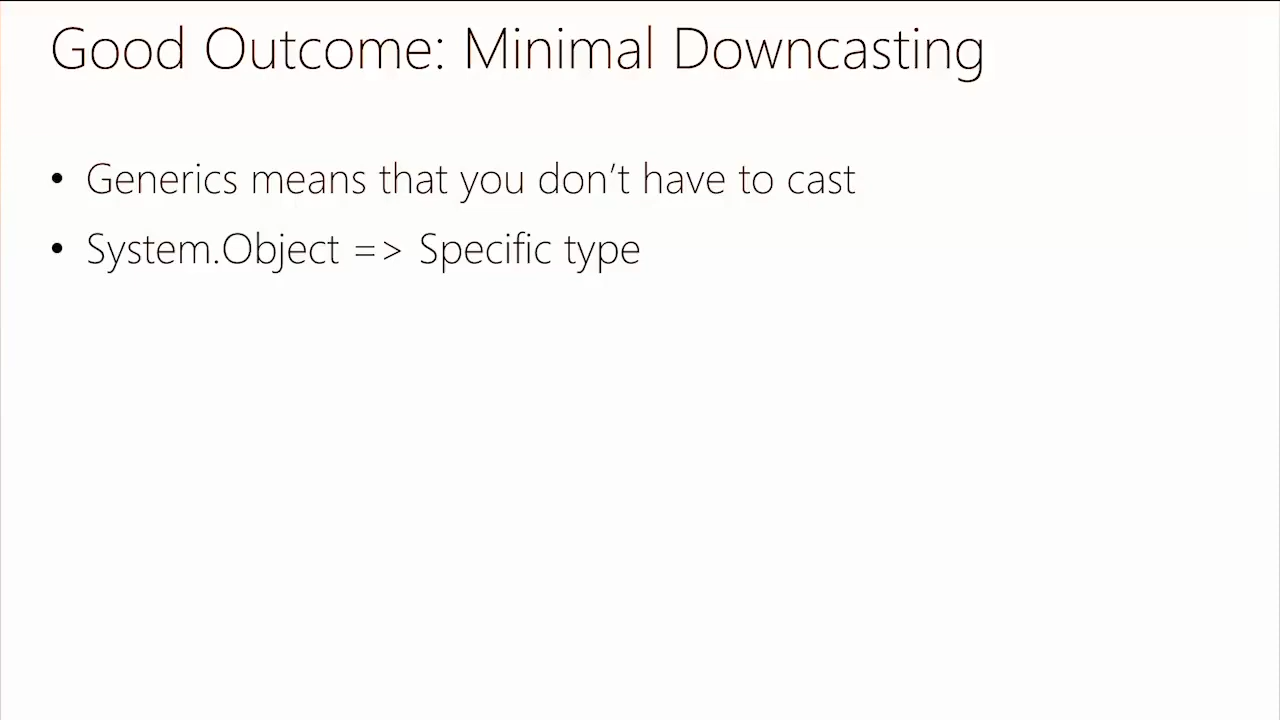 Good Outcome: Minimal Downcasting
• Generics means that you don’t have to cast
• System.Object => Specific type